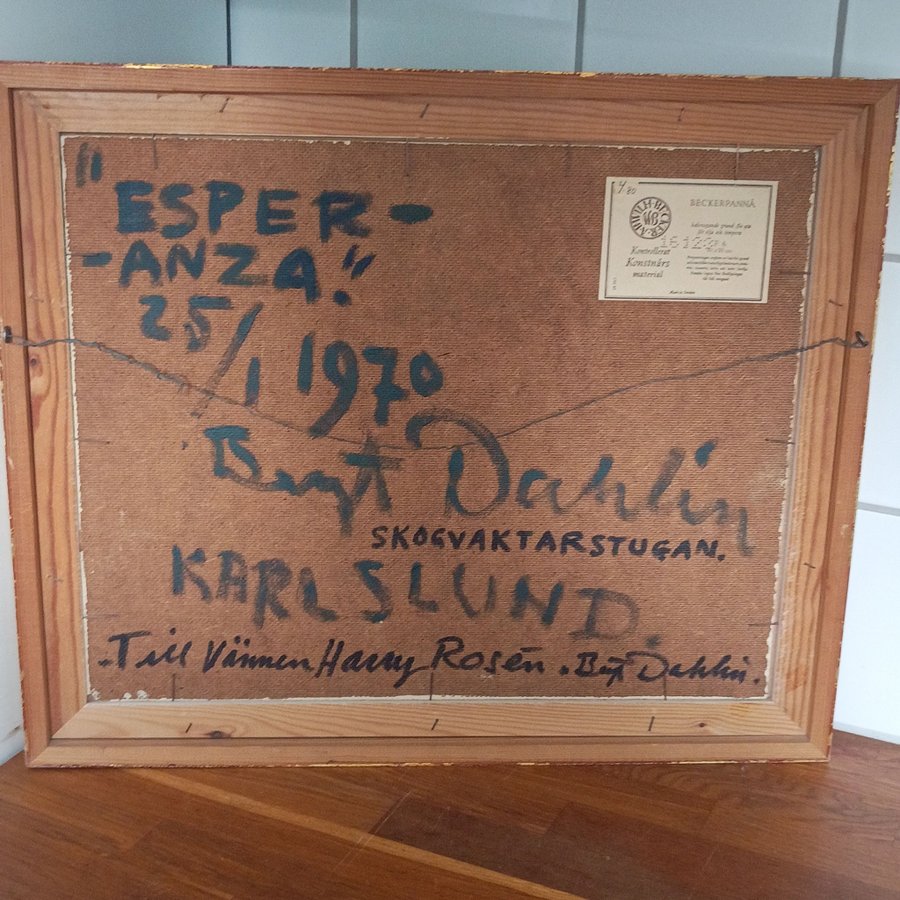 "ESPER-
-ANZA."
25/1 1970
Bengt Dahlin
SKOGVAKTARSTUGAN.
KARLSLUND.
.Till Vännen Harry Rosén. Bengt Dahlin.
BECKERPANNÅ
Kontrollerat
Konstnärs
material